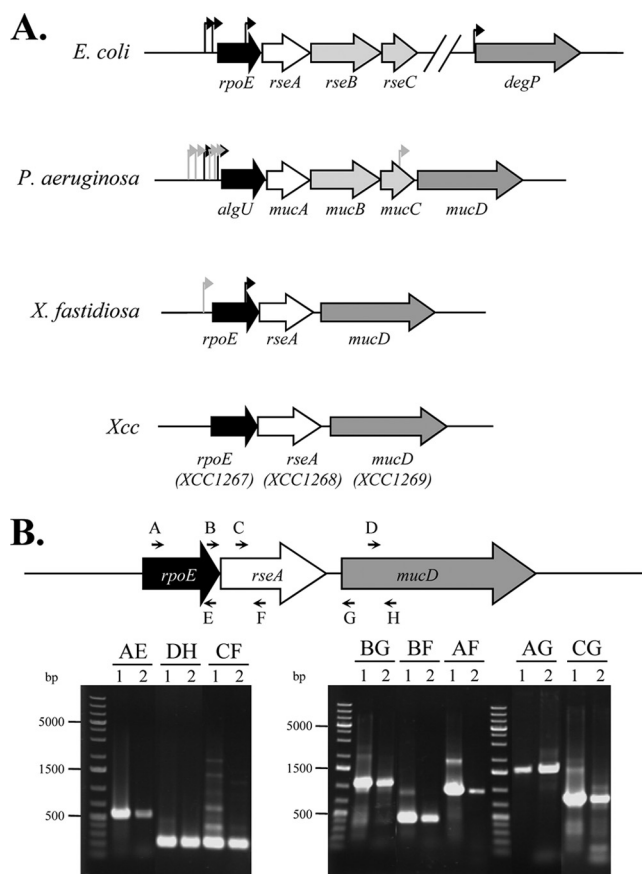 A.
E. coli
rpoE rseA rseB rseC degP
P. aeruginosa
algU mucA mucB mucC mucD
X. fastidiosa
rpoE rseA mucD
Xcc
rpoE rseA mucD
(XCC1267) (XCC1268) (XCC1269)
B.
A B C D
rpoE rseA mucD
E F G H
AE DH CF
bp 1 2 1 2 1 2
5000
1500
500
BG BF AF AG CG
bp 1 2 1 2 1 2 1 2 1 2
5000
1500
500